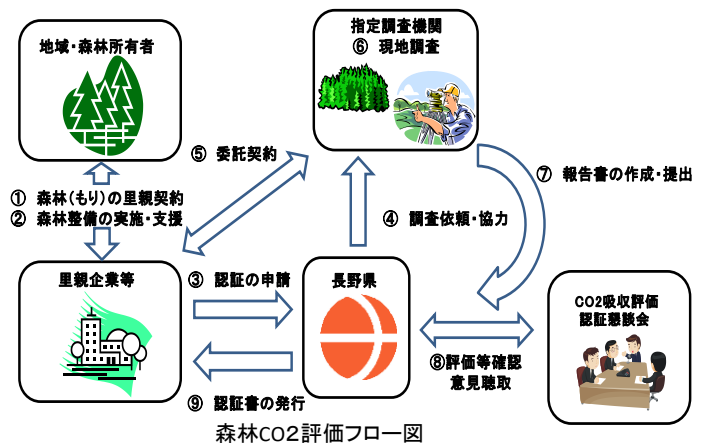 地域・森林所有者
指定調査機関
⑥ 現地調査
⑤ 委託契約
⑦ 報告書の作成・提出
① 森林(もり)の里親契約
② 森林整備の実施・支援
④ 調査依頼・協力
里親企業等
③ 認証の申請
長野県
CO2吸収評価
認証懇談会
⑧評価等確認
意見聴取
⑨ 認証書の発行
森林CO2評価フロー図